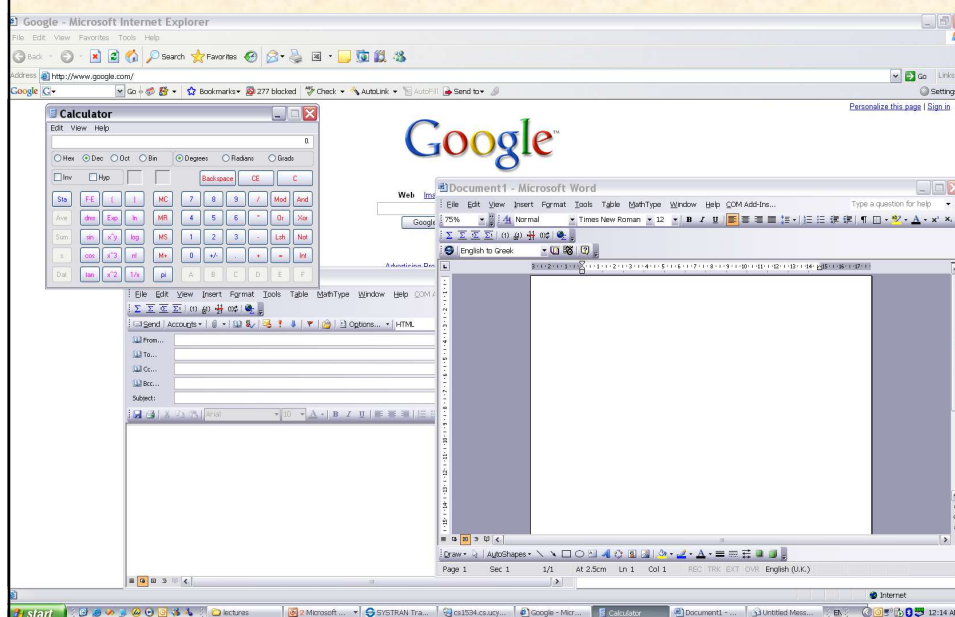 Google - Microsoft Internet Explorer
File Edit View Favorites Tools Help
Back Search Favorites
Address http://www.google.com/ Go Links
Google G Go Bookmarks 277 blocked Check AutoLink AutoFill Send to Settings
Personalize this page | Sign in
Google™
Web
Google
Calculator
Edit View Help
0.
Hex Dec Oct Bin Degrees Radians Grads
Inv Hyp Backspace CE C
Sta F-E ( ) MC 7 8 9 / Mod And
Ave dms Exp ln MR 4 5 6 * Or Xor
Sum sin x^y log MS 1 2 3 - Lsh Not
s cos x^3 n! M+ 0 +/- . + = Int
Dat tan x^2 1/x pi A B C D E F
File Edit View Insert Format Tools Table MathType Window Help
Send Accounts Options... HTML
From...
To...
Cc...
Bcc...
Subject:
Arial 10 A B I U
Document1 - Microsoft Word
File Edit View Insert Format Tools Table MathType Window Help COM Add-Ins... Type a question for help
75% Normal Times New Roman 12 B I U
English to Greek
Draw AutoShapes
Page 1 Sec 1 1/1 At 2.5cm Ln 1 Col 1 REC TRK EXT OVR English (U.K.)
Internet
start lectures 2 Microsoft ... SYSTRAN Tra... cs1534.cs.ucy... Google - Micr... Calculator Document1 - ... Untitled Mess... EN 12:14 AM